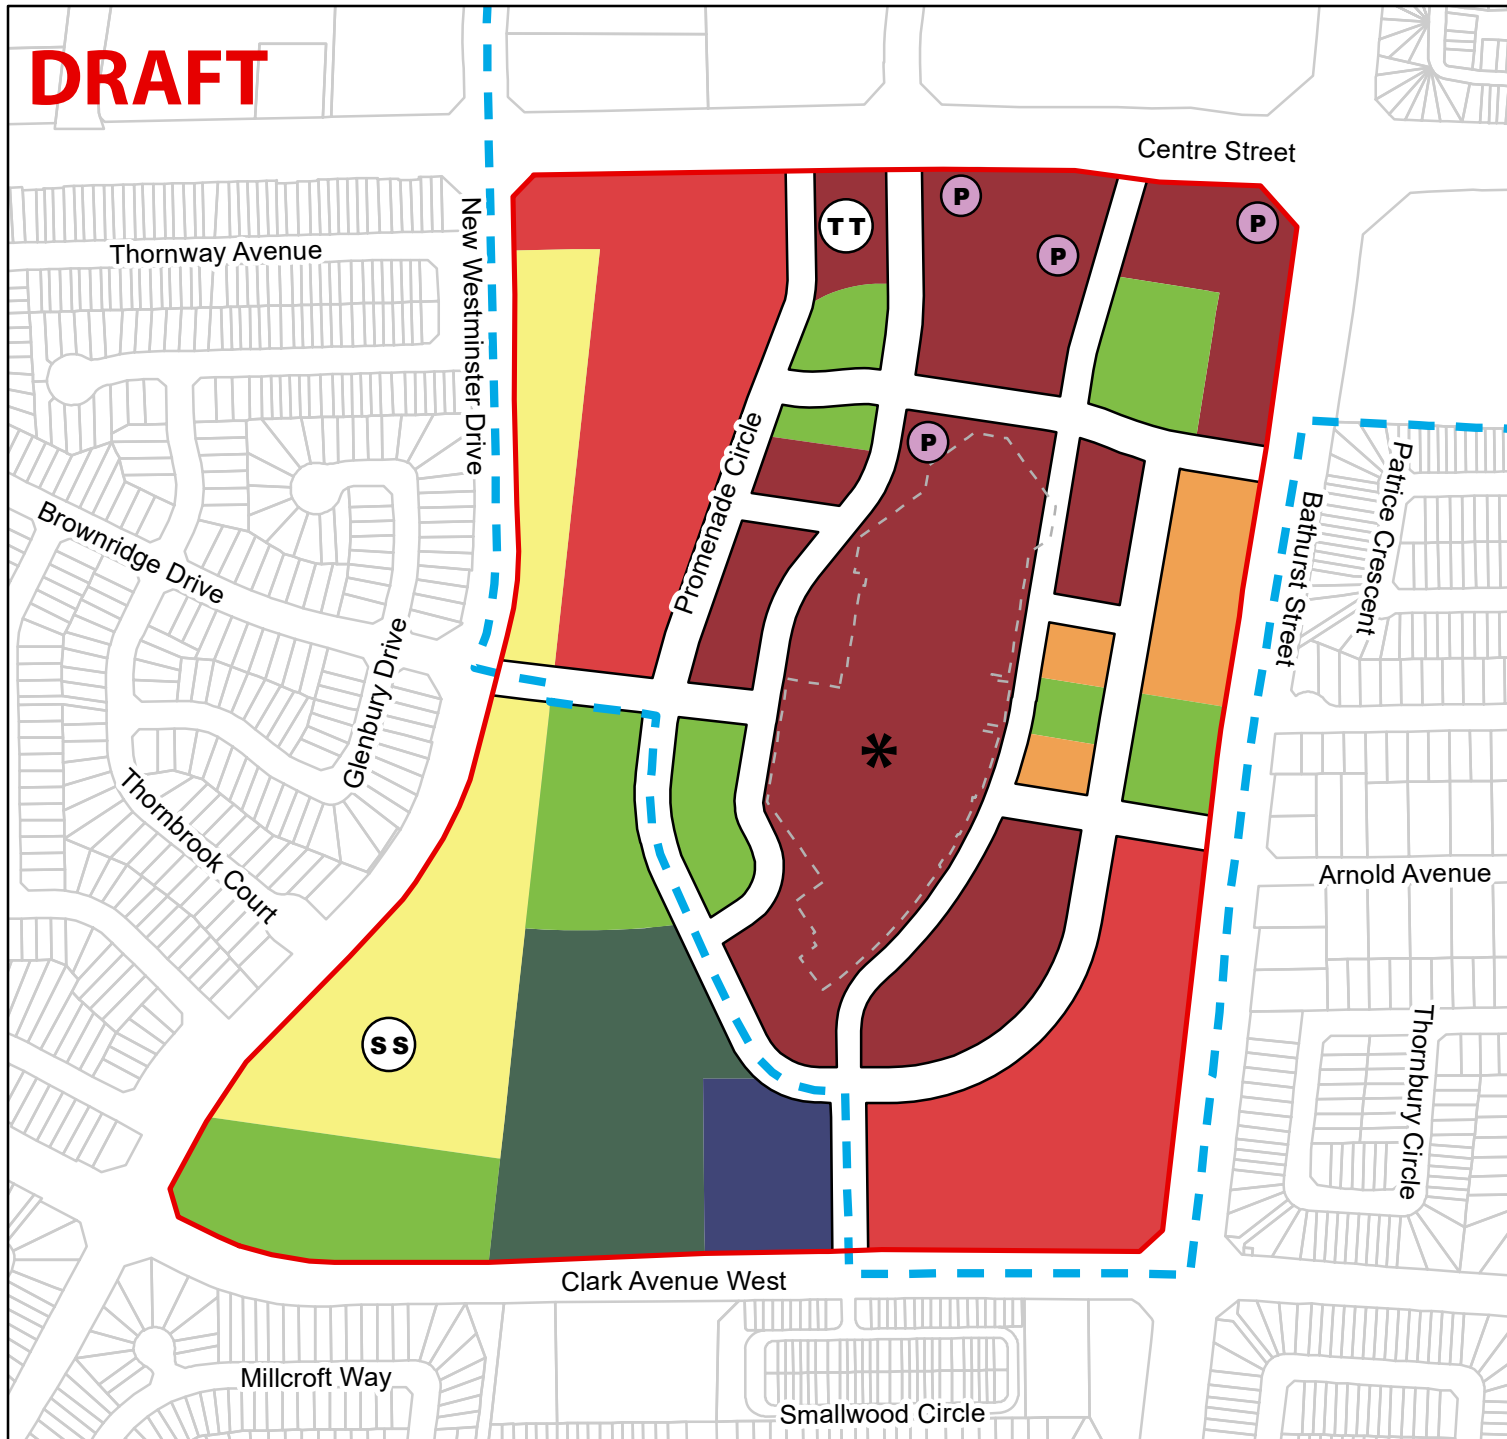 DRAFT
Centre Street
P
P
P
TT
New Westminster Drive
Thornway Avenue
Promenade Circle
P
Patrice Crescent
Bathurst Street
Brownridge Drive
Glenbury Drive
*
Thornbrook Court
Arnold Avenue
SS
Thornbury Circle
Clark Avenue West
Millcroft Way
Smallwood Circle